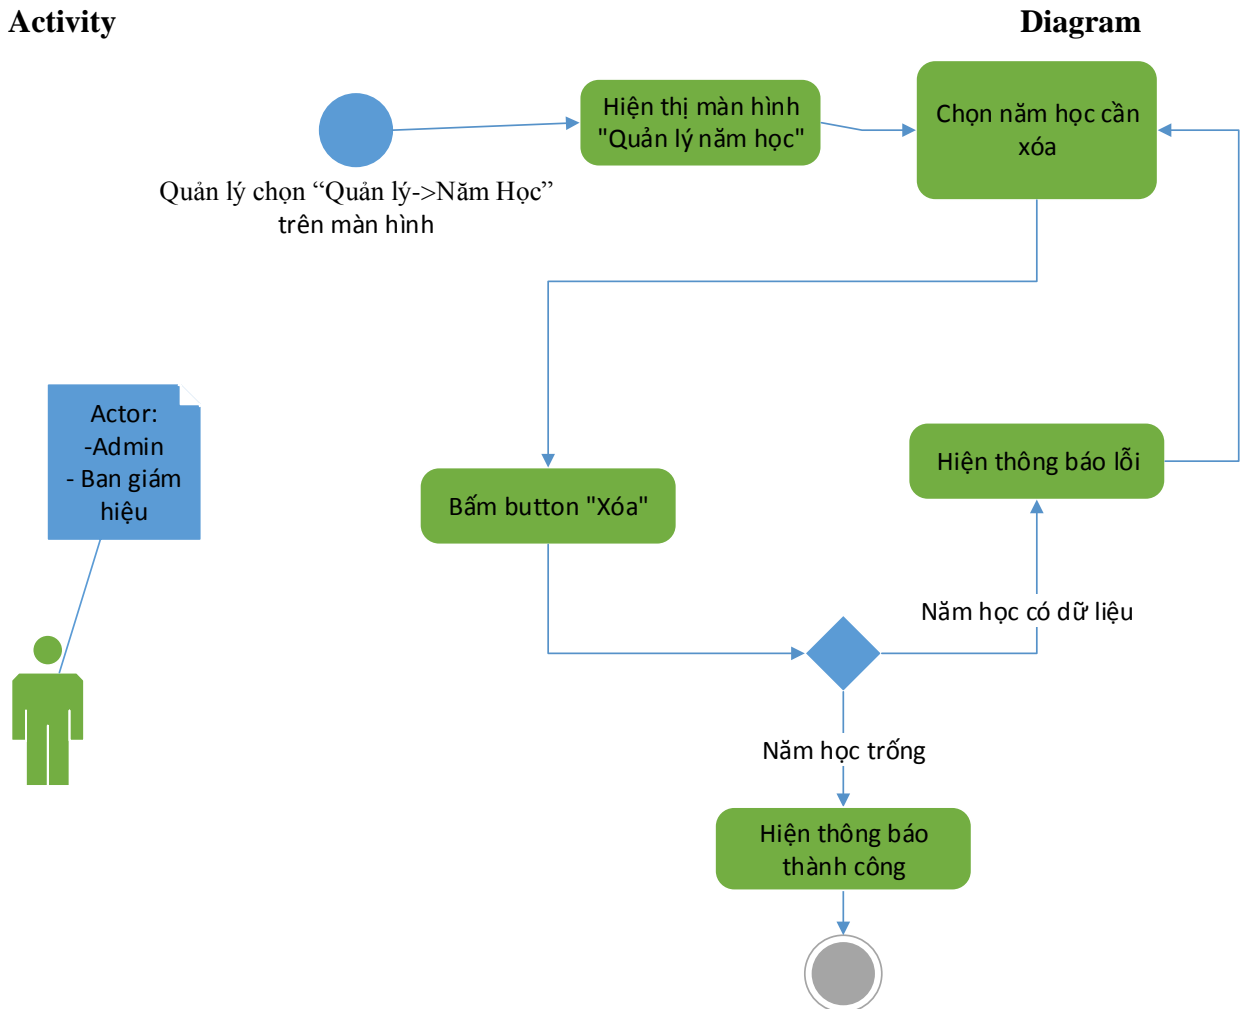 Activity Diagram
Hiện thị màn hình
"Quản lý năm học"
Chọn năm học cần
xóa
Quản lý chọn “Quản lý->Năm Học”
trên màn hình
Actor:
-Admin
- Ban giám
hiệu
Bấm button "Xóa"
Hiện thông báo lỗi
Năm học có dữ liệu
Năm học trống
Hiện thông báo
thành công